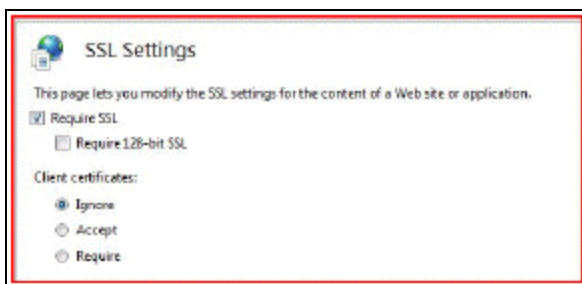 SSL Settings
This page lets you modify the SSL settings for the content of a Web site or application.
Require SSL
Require 128-bit SSL
Client certificates:
Ignore
Accept
Require